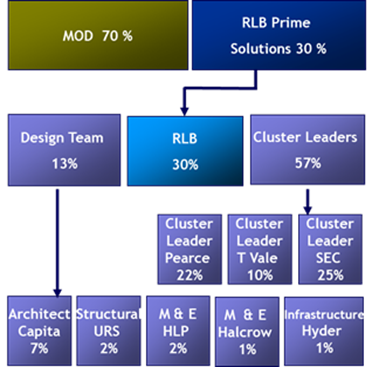 MOD 70 %
RLB Prime
Solutions 30 %
Design Team
13%
RLB
30%
Cluster Leaders
57%
Cluster
Leader
Pearce
22%
Cluster
Leader
T Vale
10%
Cluster
Leader
SEC
25%
Architect
Capita
7%
Structural
URS
2%
M & E
HLP
2%
M & E
Halcrow
1%
Infrastructure
Hyder
1%